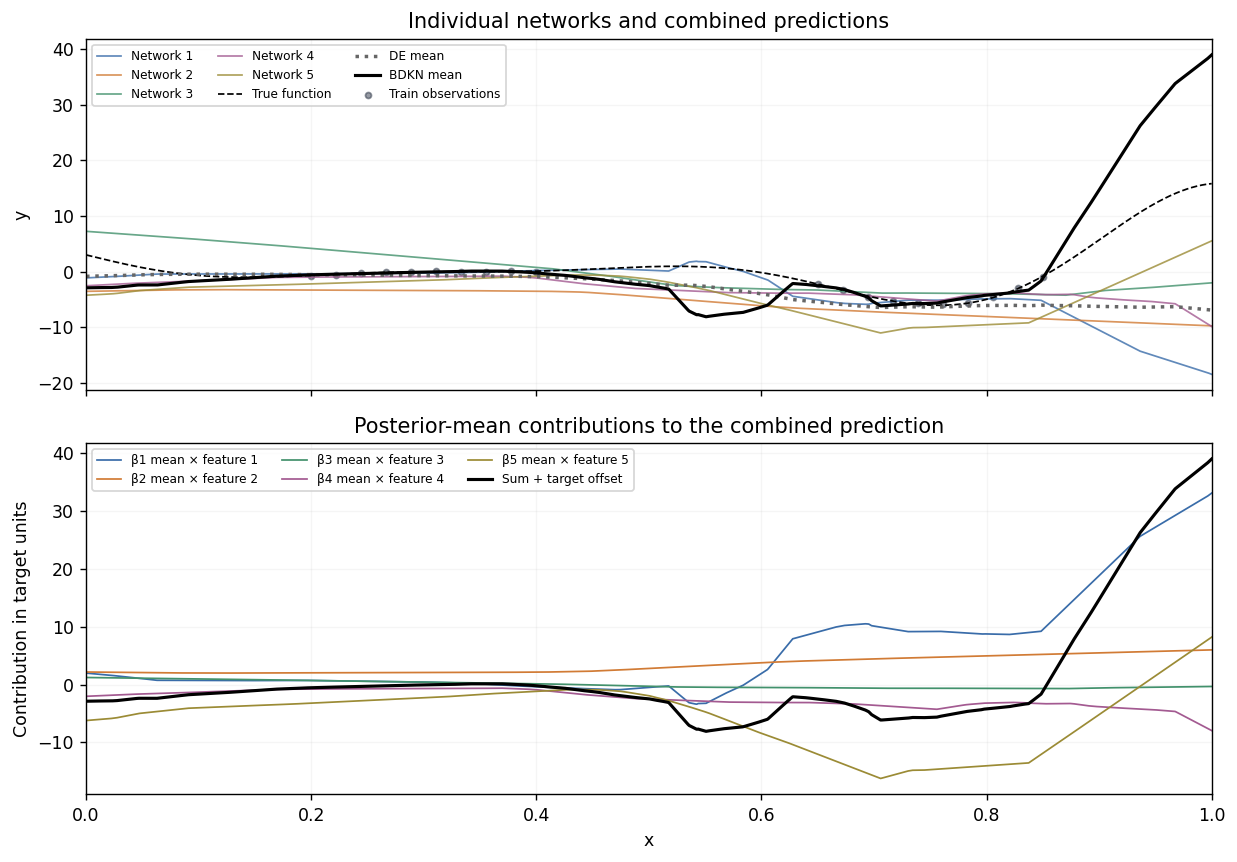 Individual networks and combined predictions
40
30
20
10
0
−10
−20
y
Network 1
Network 2
Network 3
Network 4
Network 5
True function
DE mean
BDKN mean
Train observations
Posterior-mean contributions to the combined prediction
40
30
20
10
0
−10
Contribution in target units
β1 mean × feature 1
β2 mean × feature 2
β3 mean × feature 3
β4 mean × feature 4
β5 mean × feature 5
Sum + target offset
0.0 0.2 0.4 0.6 0.8 1.0
x